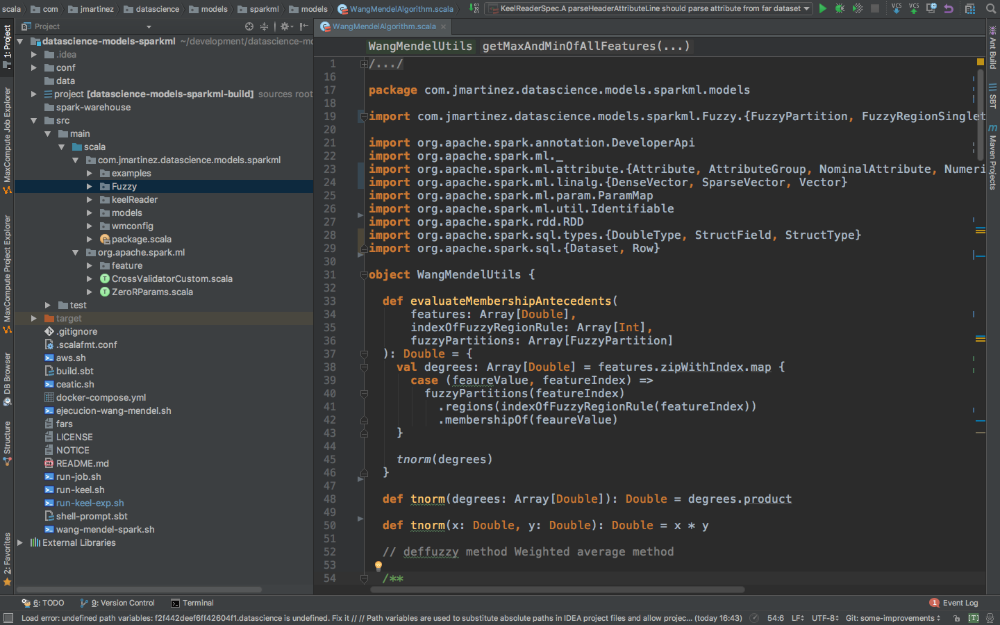 scala com jmartinez datascience models sparkml models WangMendelAlgorithm.scala KeelReaderSpec.A parseHeaderAttributeLine should parse attribute from far dataset VCS VCS
Project
WangMendelAlgorithm.scala
datascience-models-sparkml ~/development/datascience-mo
.idea
conf
data
project [datascience-models-sparkml-build] sources root
spark-warehouse
src
main
scala
com.jmartinez.datascience.models.sparkml
examples
Fuzzy
keelReader
models
wmconfig
package.scala
org.apache.spark.ml
feature
CrossValidatorCustom.scala
ZeroRParams.scala
test
target
.gitignore
.scalafmt.conf
aws.sh
build.sbt
ceatic.sh
docker-compose.yml
ejecucion-wang-mendel.sh
fars
LICENSE
NOTICE
README.md
run-job.sh
run-keel.sh
run-keel-exp.sh
shell-prompt.sbt
wang-mendel-spark.sh
External Libraries
1: Project
MaxCompute Job Explorer
MaxCompute Project Explorer
DB Browser
Structure
2: Favorites
WangMendelUtils getMaxAndMinOfAllFeatures(...)
1 /.../
16
17 package com.jmartinez.datascience.models.sparkml.models
18
19 import com.jmartinez.datascience.models.sparkml.Fuzzy.{FuzzyPartition, FuzzyRegionSinglet
20
21 import org.apache.spark.annotation.DeveloperApi
22 import org.apache.spark.ml._
23 import org.apache.spark.ml.attribute.{Attribute, AttributeGroup, NominalAttribute, Numeri
24 import org.apache.spark.ml.linalg.{DenseVector, SparseVector, Vector}
25 import org.apache.spark.ml.param.ParamMap
26 import org.apache.spark.ml.util.Identifiable
27 import org.apache.spark.rdd.RDD
28 import org.apache.spark.sql.types.{DoubleType, StructField, StructType}
29 import org.apache.spark.sql.{Dataset, Row}
30
31 object WangMendelUtils {
32
33 def evaluateMembershipAntecedents(
34 features: Array[Double],
35 indexOfFuzzyRegionRule: Array[Int],
36 fuzzyPartitions: Array[FuzzyPartition]
37 ): Double = {
38 val degrees: Array[Double] = features.zipWithIndex.map {
39 case (feaureValue, featureIndex) =>
40 fuzzyPartitions(featureIndex)
41 .regions(indexOfFuzzyRegionRule(featureIndex))
42 .membershipOf(feaureValue)
43 }
44
45 tnorm(degrees)
46 }
47
48 def tnorm(degrees: Array[Double]): Double = degrees.product
49
50 def tnorm(x: Double, y: Double): Double = x * y
51
52 // deffuzzy method Weighted average method
53
54 /**
Ant Build
SBT
Maven Projects
6: TODO 9: Version Control Terminal 1 Event Log
Load error: undefined path variables: f2f442deef6ff42604f1.datascience is undefined. Fix it // // Path variables are used to substitute absolute paths in IDEA project files and allow projec... (today 16:43) 54:6 LF UTF-8 Git: some-improvements [T]